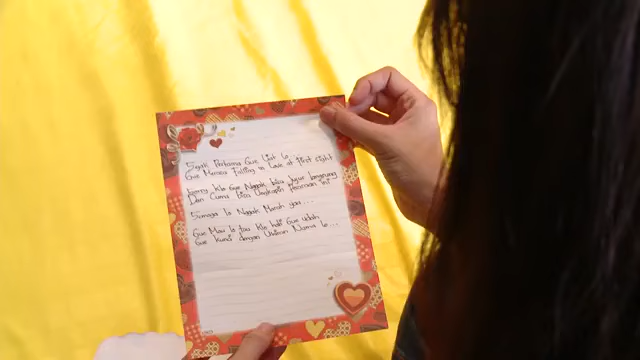 Sejak Pertama Gue Liat lo
Gue Merasa Falling in Love at First sight
Sorry Klo Gue Nggak bisa Jujur langsung
Dan Cuma bisa Ungkapin Perasaan ini
Semoga lo Nggak Marah yaa...
Gue Mau lo tau Klo hati Gue udah
Gue kunci dengan Ukiran Nama lo...